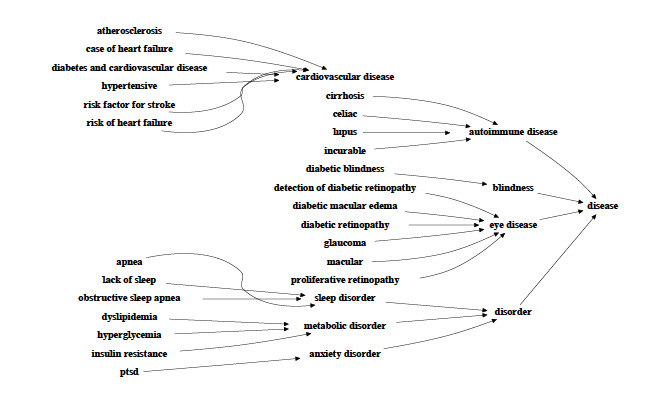 atherosclerosis
case of heart failure
diabetes and cardiovascular disease
cardiovascular disease
hypertensive
cirrhosis
risk factor for stroke
celiac
risk of heart failure
lupus
autoimmune disease
incurable
diabetic blindness
detection of diabetic retinopathy
blindness
diabetic macular edema
disease
diabetic retinopathy
eye disease
glaucoma
apnea
macular
lack of sleep
proliferative retinopathy
obstructive sleep apnea
sleep disorder
dyslipidemia
disorder
metabolic disorder
hyperglycemia
insulin resistance
anxiety disorder
ptsd